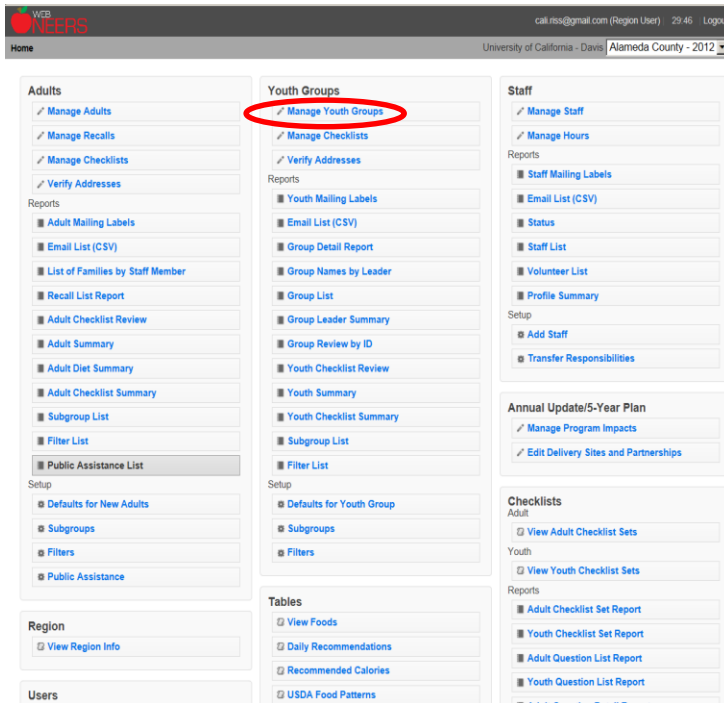 WEB
NEERS
cali.riss@gmail.com (Region User) 29:46 Logou
Home
University of California - Davis Alameda County - 2012
Adults
Manage Adults
Manage Recalls
Manage Checklists
Verify Addresses
Reports
Adult Mailing Labels
Email List (CSV)
List of Families by Staff Member
Recall List Report
Adult Checklist Review
Adult Summary
Adult Diet Summary
Adult Checklist Summary
Subgroup List
Filter List
Public Assistance List
Setup
Defaults for New Adults
Subgroups
Filters
Public Assistance
Region
View Region Info
Users
Youth Groups
Manage Youth Groups
Manage Checklists
Verify Addresses
Reports
Youth Mailing Labels
Email List (CSV)
Group Detail Report
Group Names by Leader
Group List
Group Leader Summary
Group Review by ID
Youth Checklist Review
Youth Summary
Youth Checklist Summary
Subgroup List
Filter List
Setup
Defaults for Youth Group
Subgroups
Filters
Tables
View Foods
Daily Recommendations
Recommended Calories
USDA Food Patterns
Staff
Manage Staff
Manage Hours
Reports
Staff Mailing Labels
Email List (CSV)
Status
Staff List
Volunteer List
Profile Summary
Setup
Add Staff
Transfer Responsibilities
Annual Update/5-Year Plan
Manage Program Impacts
Edit Delivery Sites and Partnerships
Checklists
Adult
View Adult Checklist Sets
Youth
View Youth Checklist Sets
Reports
Adult Checklist Set Report
Youth Checklist Set Report
Adult Question List Report
Youth Question List Report